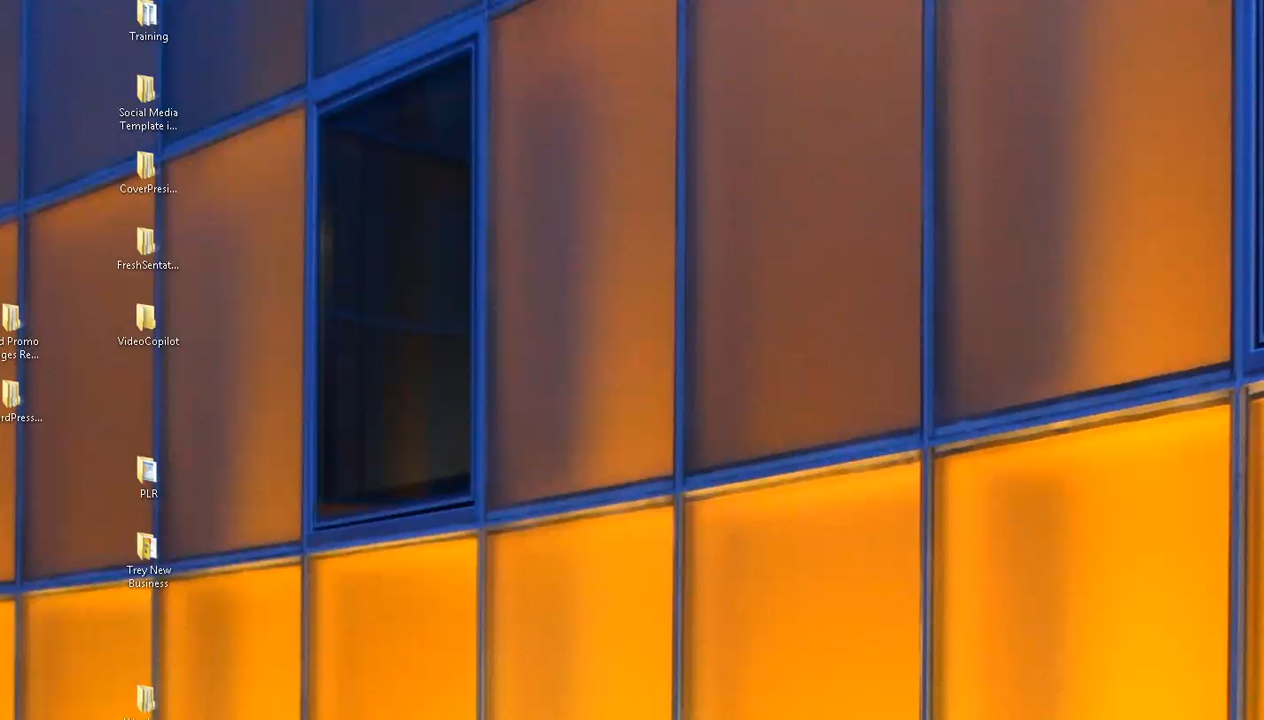 Training
Social Media
Template i...
CoverPresi...
FreshSentat...
d Promo
ges Re...
VideoCopilot
rdPress...
PLR
Trey New
Business